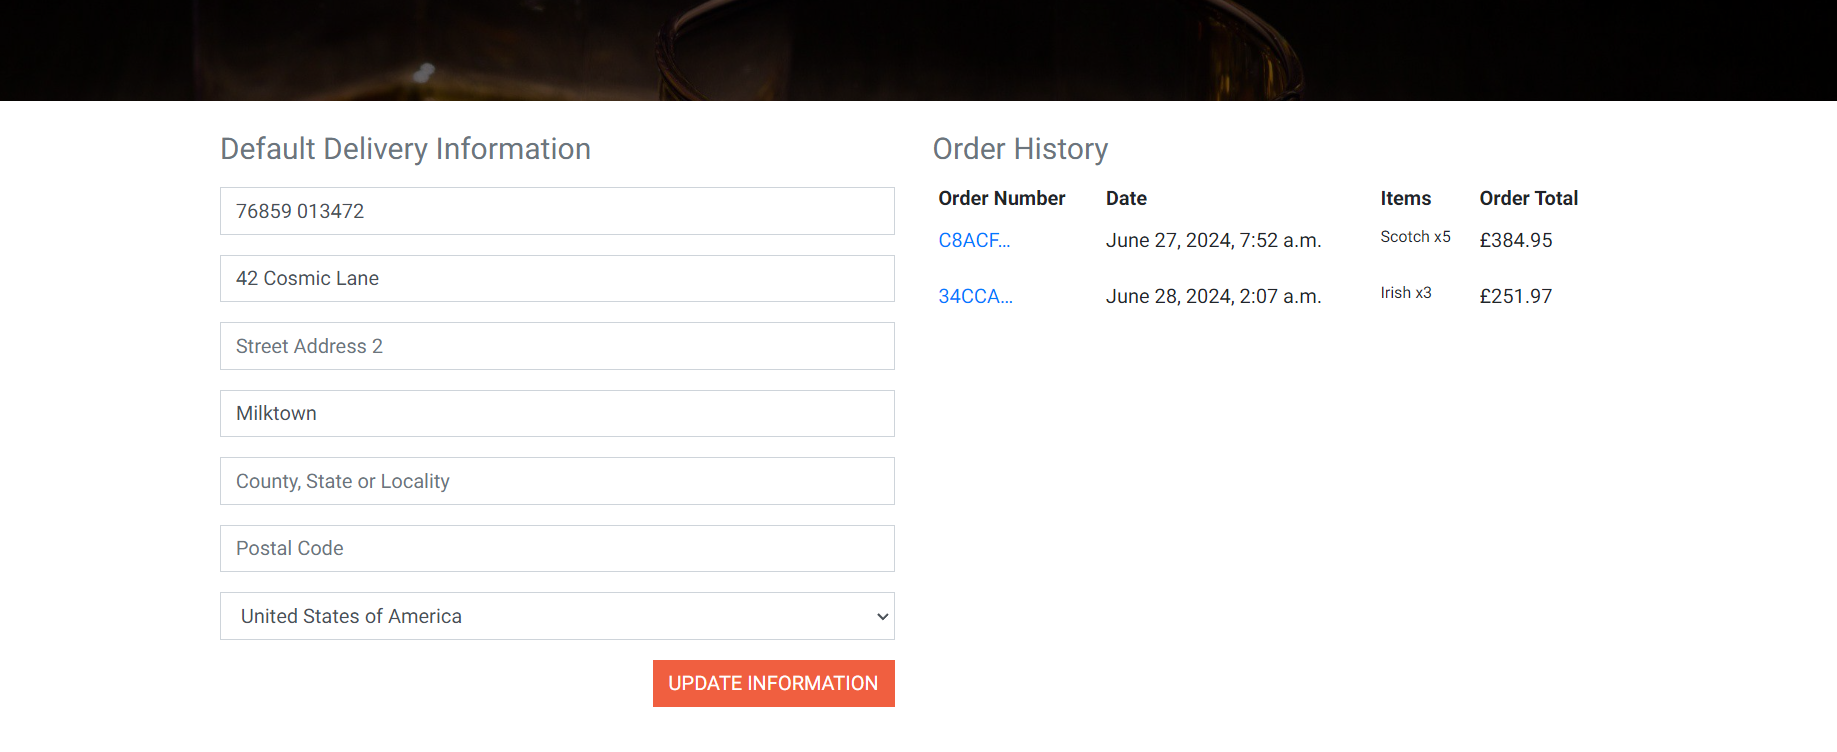 Default Delivery Information
76859 013472
42 Cosmic Lane
Street Address 2
Milktown
County, State or Locality
Postal Code
United States of America
UPDATE INFORMATION
Order History
Order Number Date Items Order Total
C8ACF... June 27, 2024, 7:52 a.m. Scotch x5 £384.95
34CCA... June 28, 2024, 2:07 a.m. Irish x3 £251.97